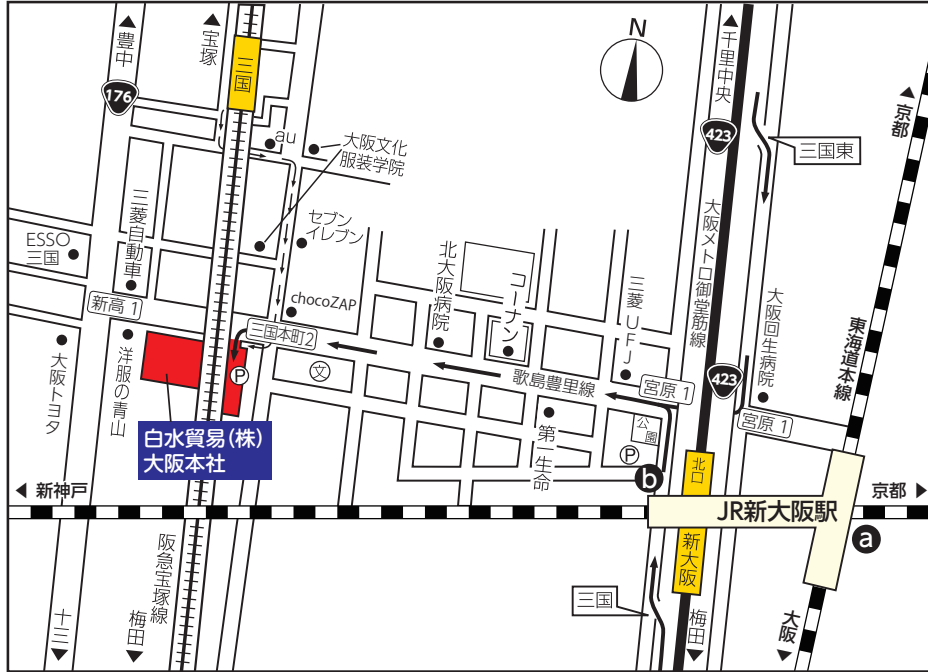 豊中
宝塚
N
千里中央
京都
三国
176
au
大阪文化
服装学院
423
三国東
三菱自動車
セブン
イレブン
ESSO
三国
北大阪病院
コーナン
三菱UFJ
大阪メトロ御堂筋線
大阪回生病院
東海道本線
新高 1
chocoZAP
三国本町2
大阪トヨタ
洋服の青山
P
文
歌島豊里線
宮原 1
423
宮原 1
第一生命
公園
P
白水貿易(株)
大阪本社
b
北口
新神戸
京都
JR新大阪駅
a
新大阪
阪急宝塚線
三国
十三
梅田
梅田
大阪